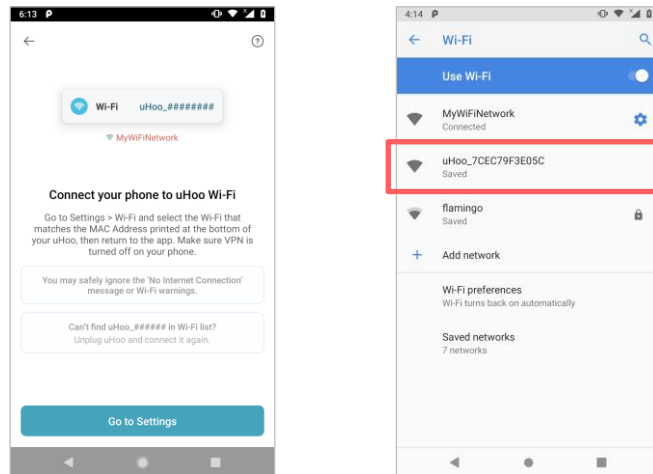 6:13
Wi-Fi uHoo_########
MyWiFiNetwork
Connect your phone to uHoo Wi-Fi
Go to Settings > Wi-Fi and select the Wi-Fi that
matches the MAC Address printed at the bottom of
your uHoo, then return to the app. Make sure VPN is
turned off on your phone.
You may safely ignore the 'No Internet Connection'
message or Wi-Fi warnings.
Can't find uHoo_###### in Wi-Fi list?
Unplug uHoo and connect it again.
Go to Settings
4:14
Wi-Fi
Use Wi-Fi
MyWiFiNetwork
Connected
uHoo_7CEC79F3E05C
Saved
flamingo
Saved
Add network
Wi-Fi preferences
Wi-Fi turns back on automatically
Saved networks
7 networks